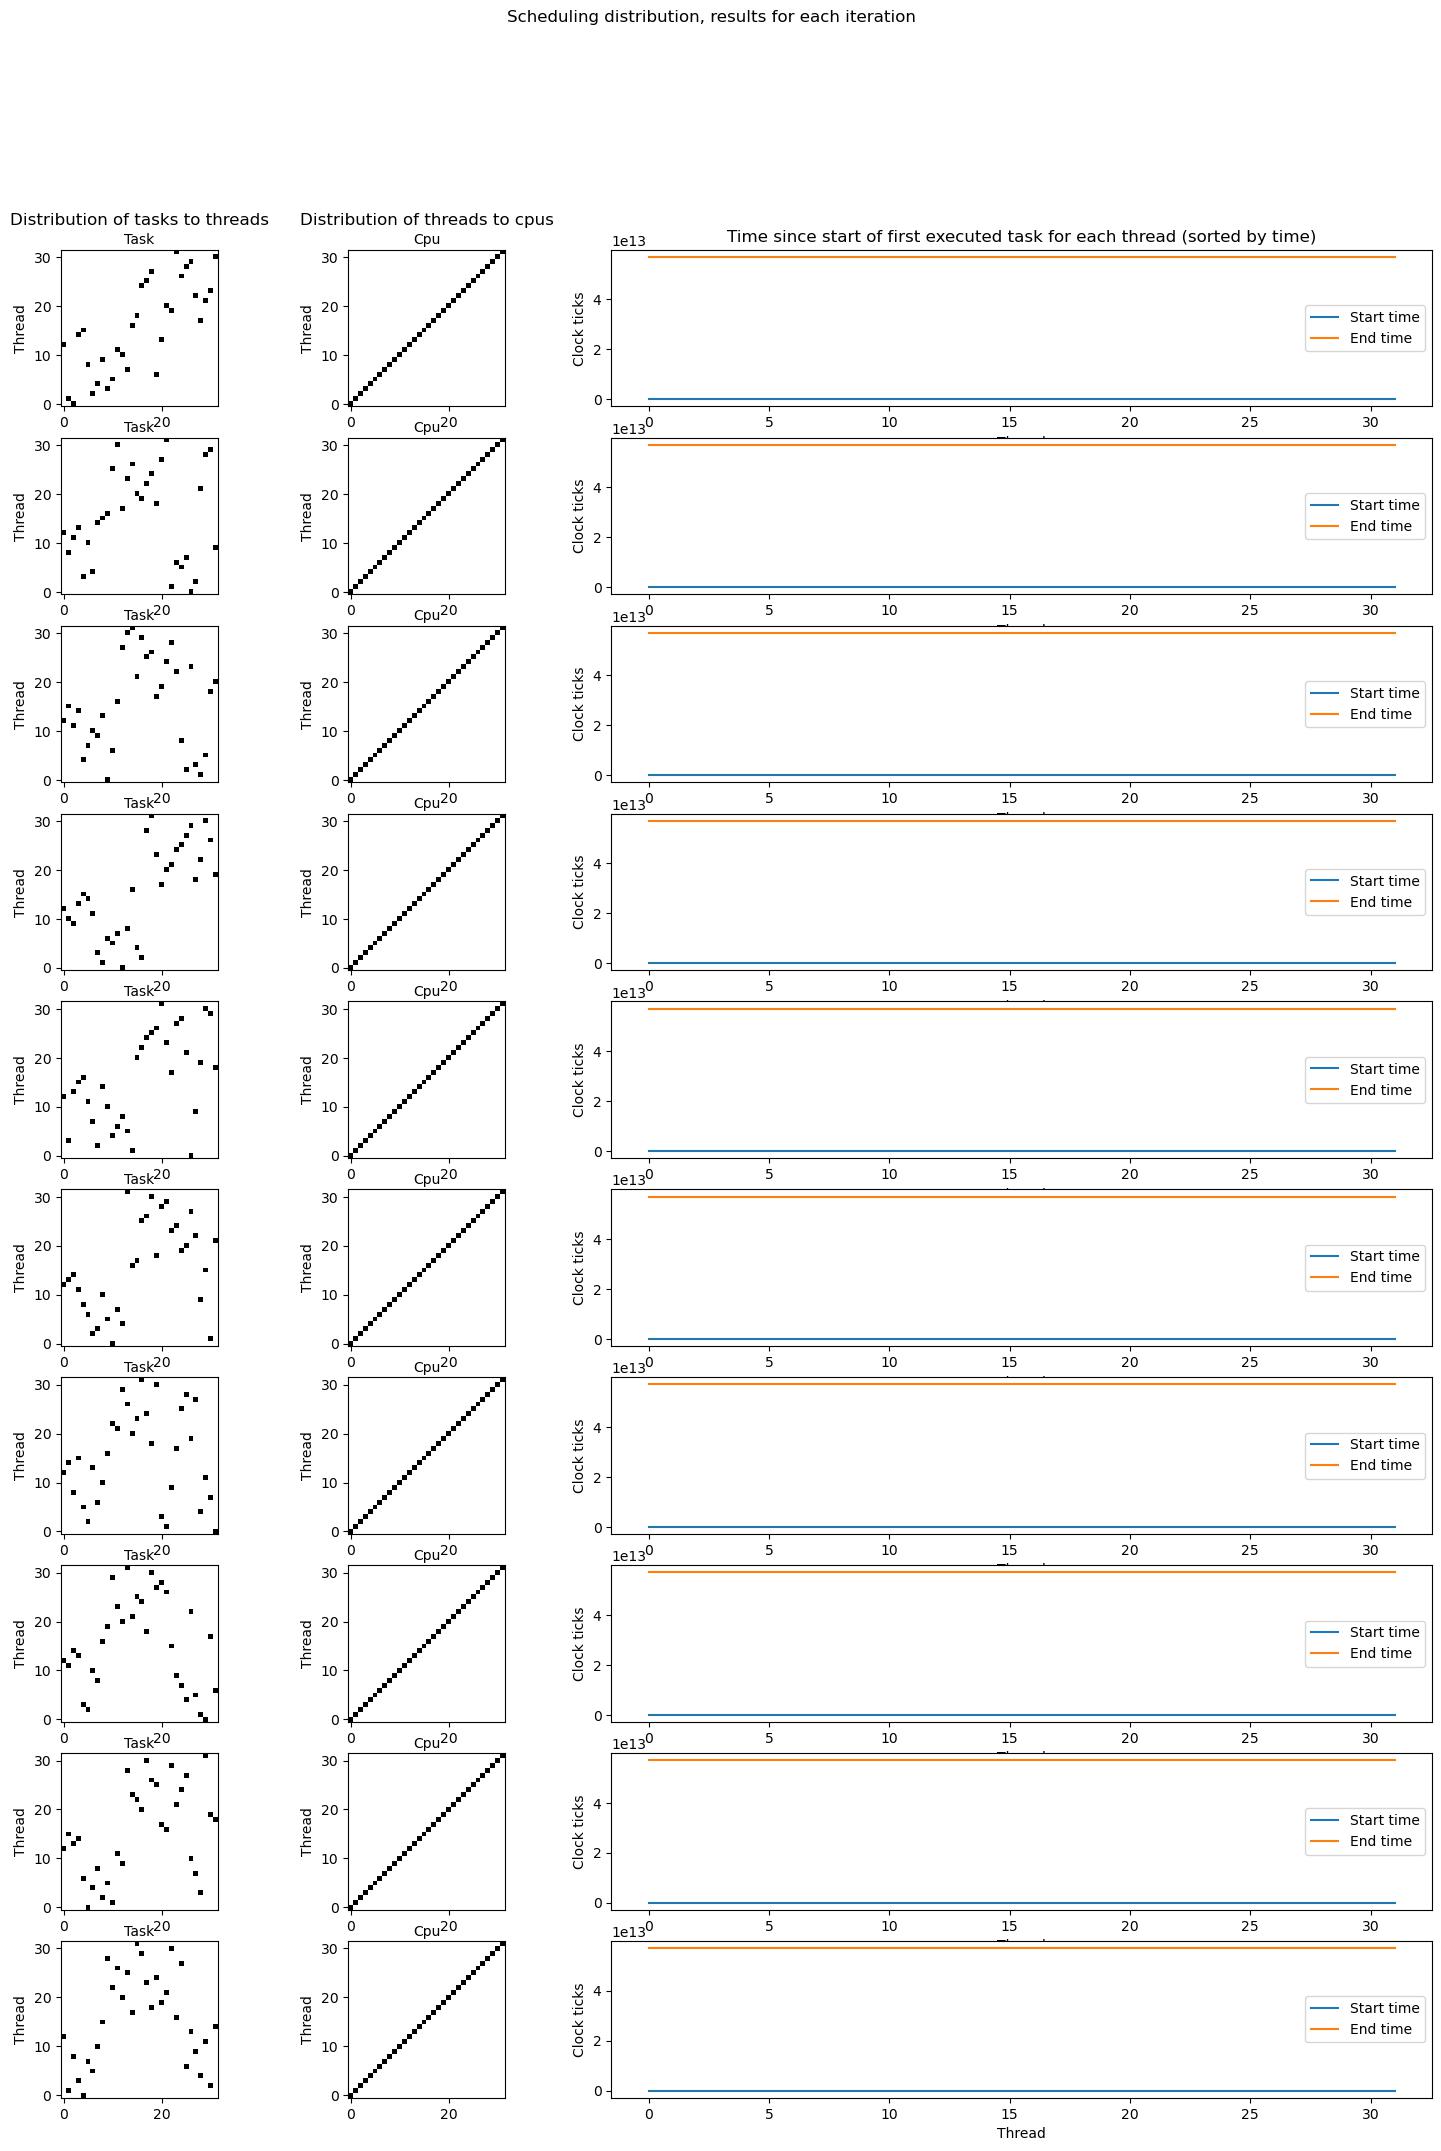 Scheduling distribution, results for each iteration
Distribution of tasks to threads
Distribution of threads to cpus
Time since start of first executed task for each thread (sorted by time)
Task
Thread
30
20
10
0
0 20
Cpu
Thread
30
20
10
0
0 20
1e13
Clock ticks
4
2
0
Start time
End time
0 5 10 15 20 25 30
Task
Thread
30
20
10
0
0 20
Cpu
Thread
30
20
10
0
0 20
1e13
Clock ticks
4
2
0
Start time
End time
0 5 10 15 20 25 30
Task
Thread
30
20
10
0
0 20
Cpu
Thread
30
20
10
0
0 20
1e13
Clock ticks
4
2
0
Start time
End time
0 5 10 15 20 25 30
Task
Thread
30
20
10
0
0 20
Cpu
Thread
30
20
10
0
0 20
1e13
Clock ticks
4
2
0
Start time
End time
0 5 10 15 20 25 30
Task
Thread
30
20
10
0
0 20
Cpu
Thread
30
20
10
0
0 20
1e13
Clock ticks
4
2
0
Start time
End time
0 5 10 15 20 25 30
Task
Thread
30
20
10
0
0 20
Cpu
Thread
30
20
10
0
0 20
1e13
Clock ticks
4
2
0
Start time
End time
0 5 10 15 20 25 30
Task
Thread
30
20
10
0
0 20
Cpu
Thread
30
20
10
0
0 20
1e13
Clock ticks
4
2
0
Start time
End time
0 5 10 15 20 25 30
Task
Thread
30
20
10
0
0 20
Cpu
Thread
30
20
10
0
0 20
1e13
Clock ticks
4
2
0
Start time
End time
0 5 10 15 20 25 30
Task
Thread
30
20
10
0
0 20
Cpu
Thread
30
20
10
0
0 20
1e13
Clock ticks
4
2
0
Start time
End time
0 5 10 15 20 25 30
Task
Thread
30
20
10
0
0 20
Cpu
Thread
30
20
10
0
0 20
1e13
Clock ticks
4
2
0
Start time
End time
0 5 10 15 20 25 30
Thread